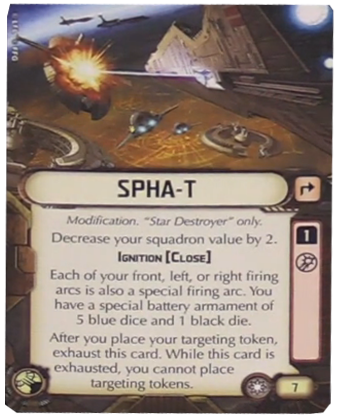 SPHA-T
Modification. "Star Destroyer" only.
Decrease your squadron value by 2.
IGNITION [CLOSE]
Each of your front, left, or right firing
arcs is also a special firing arc. You
have a special battery armament of
5 blue dice and 1 black die.
After you place your targeting token,
exhaust this card. While this card is
exhausted, you cannot place
targeting tokens.
1
7